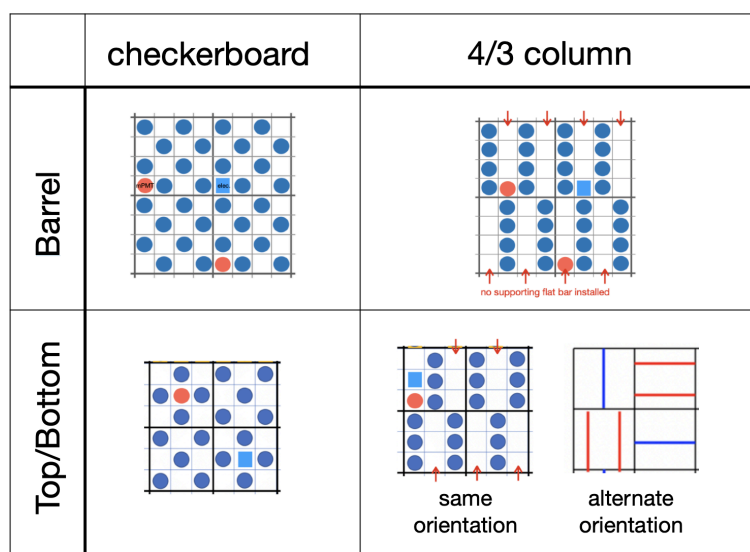 checkerboard
4/3 column
Barrel
mPMT
elec.
no supporting flat bar installed
Top/Bottom
same
orientation
alternate
orientation